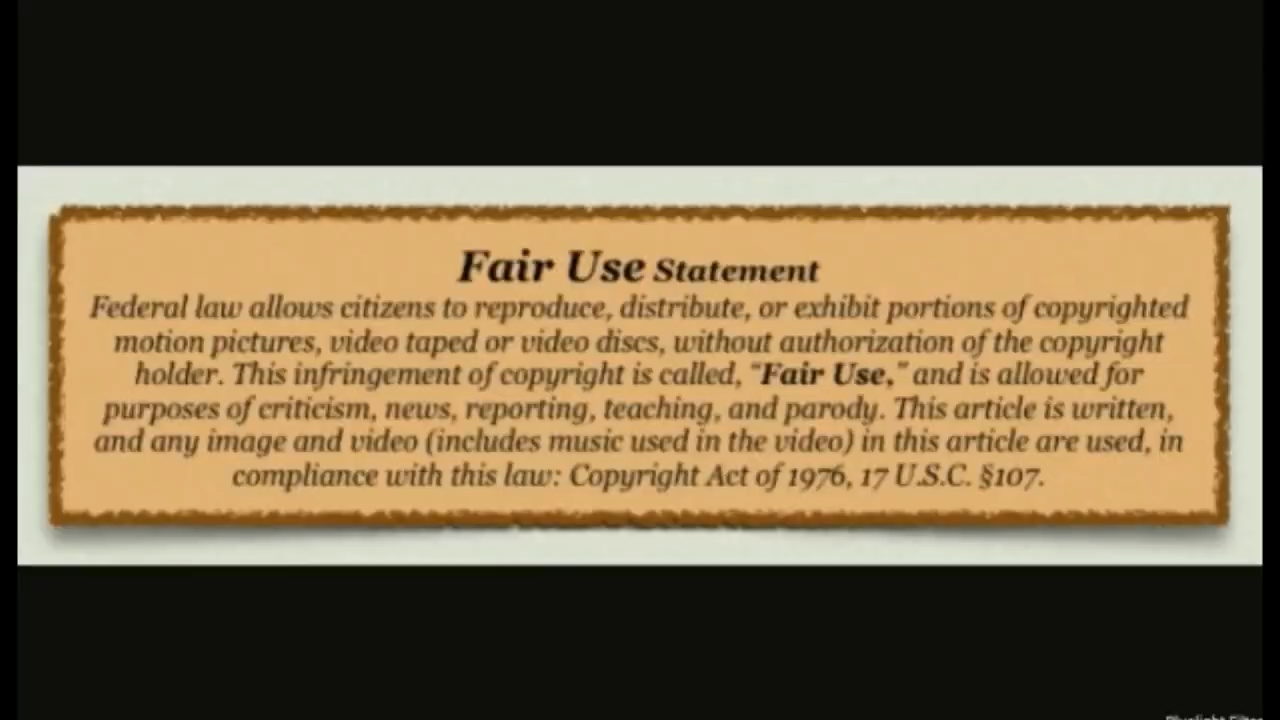 Fair Use Statement
Federal law allows citizens to reproduce, distribute, or exhibit portions of copyrighted
motion pictures, video taped or video discs, without authorization of the copyright
holder. This infringement of copyright is called, "Fair Use," and is allowed for
purposes of criticism, news, reporting, teaching, and parody. This article is written,
and any image and video (includes music used in the video) in this article are used, in
compliance with this law: Copyright Act of 1976, 17 U.S.C. §107.